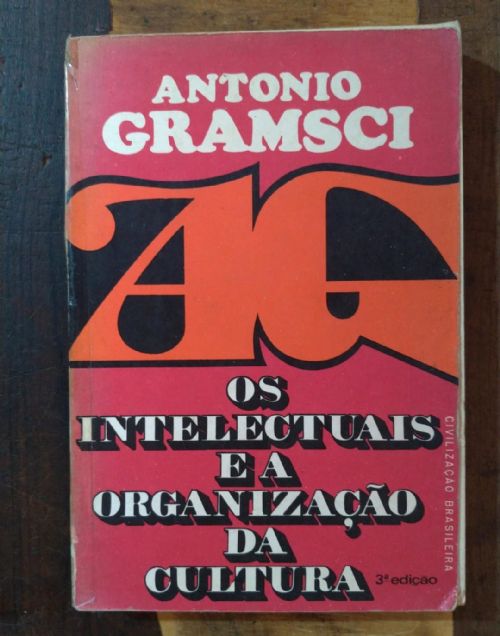 ANTONIO
GRAMSCI
AG
OS
INTELECTUAIS
E A
ORGANIZAÇÃO
DA
CULTURA
3ª edição
CIVILIZAÇÃO BRASILEIRA